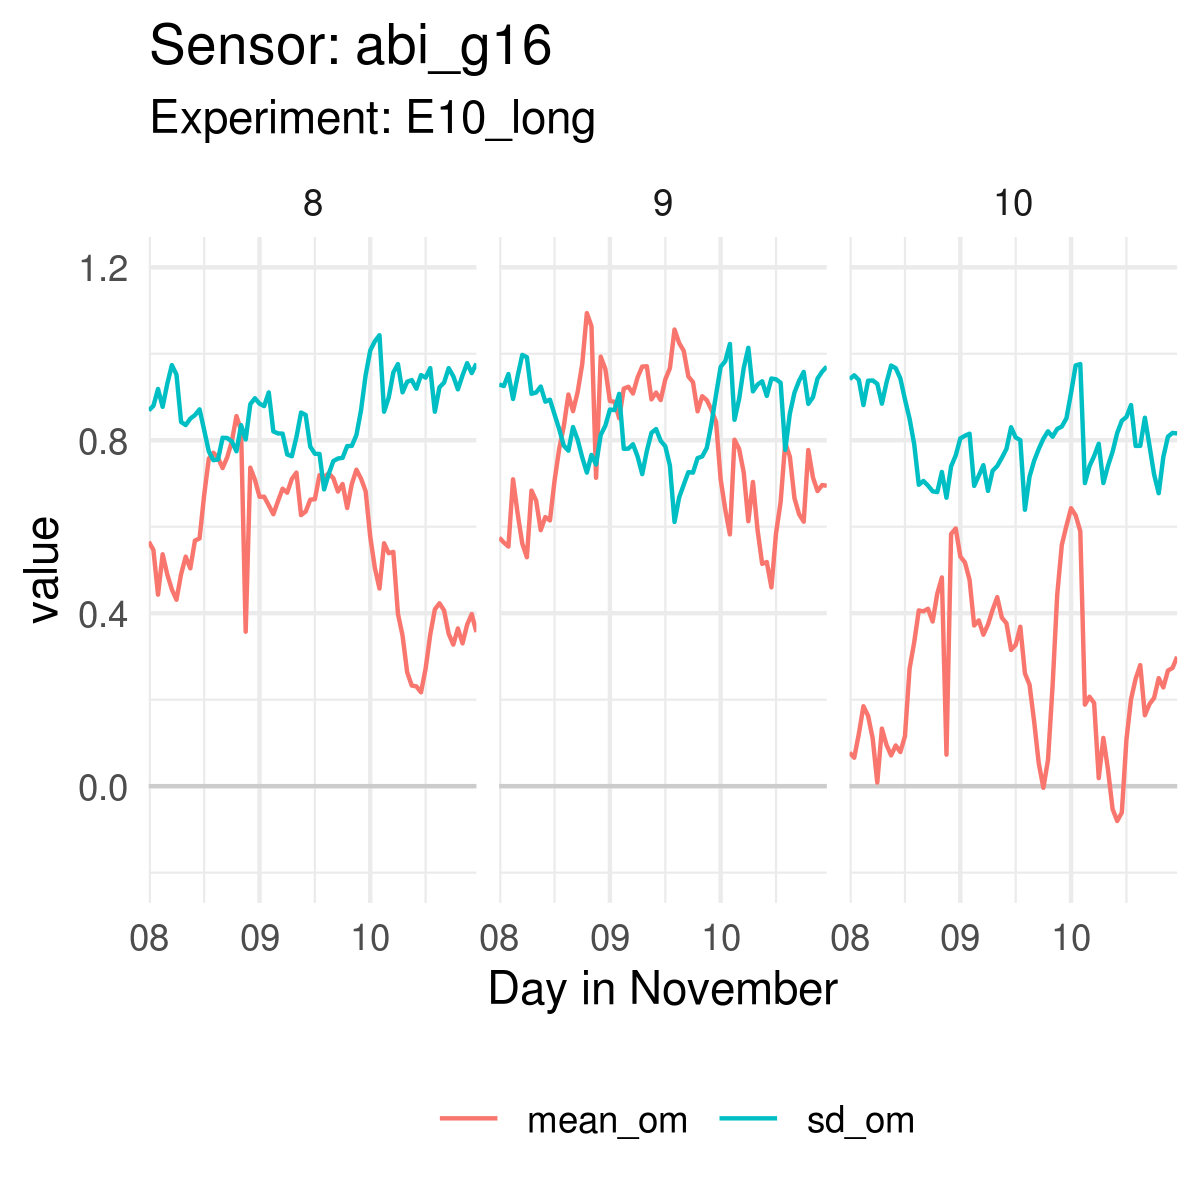 Sensor: abi_g16
Experiment: E10_long
8 9 10
1.2
0.8
0.4
0.0
value
08 09 10 08 09 10 08 09 10
Day in November
mean_om sd_om